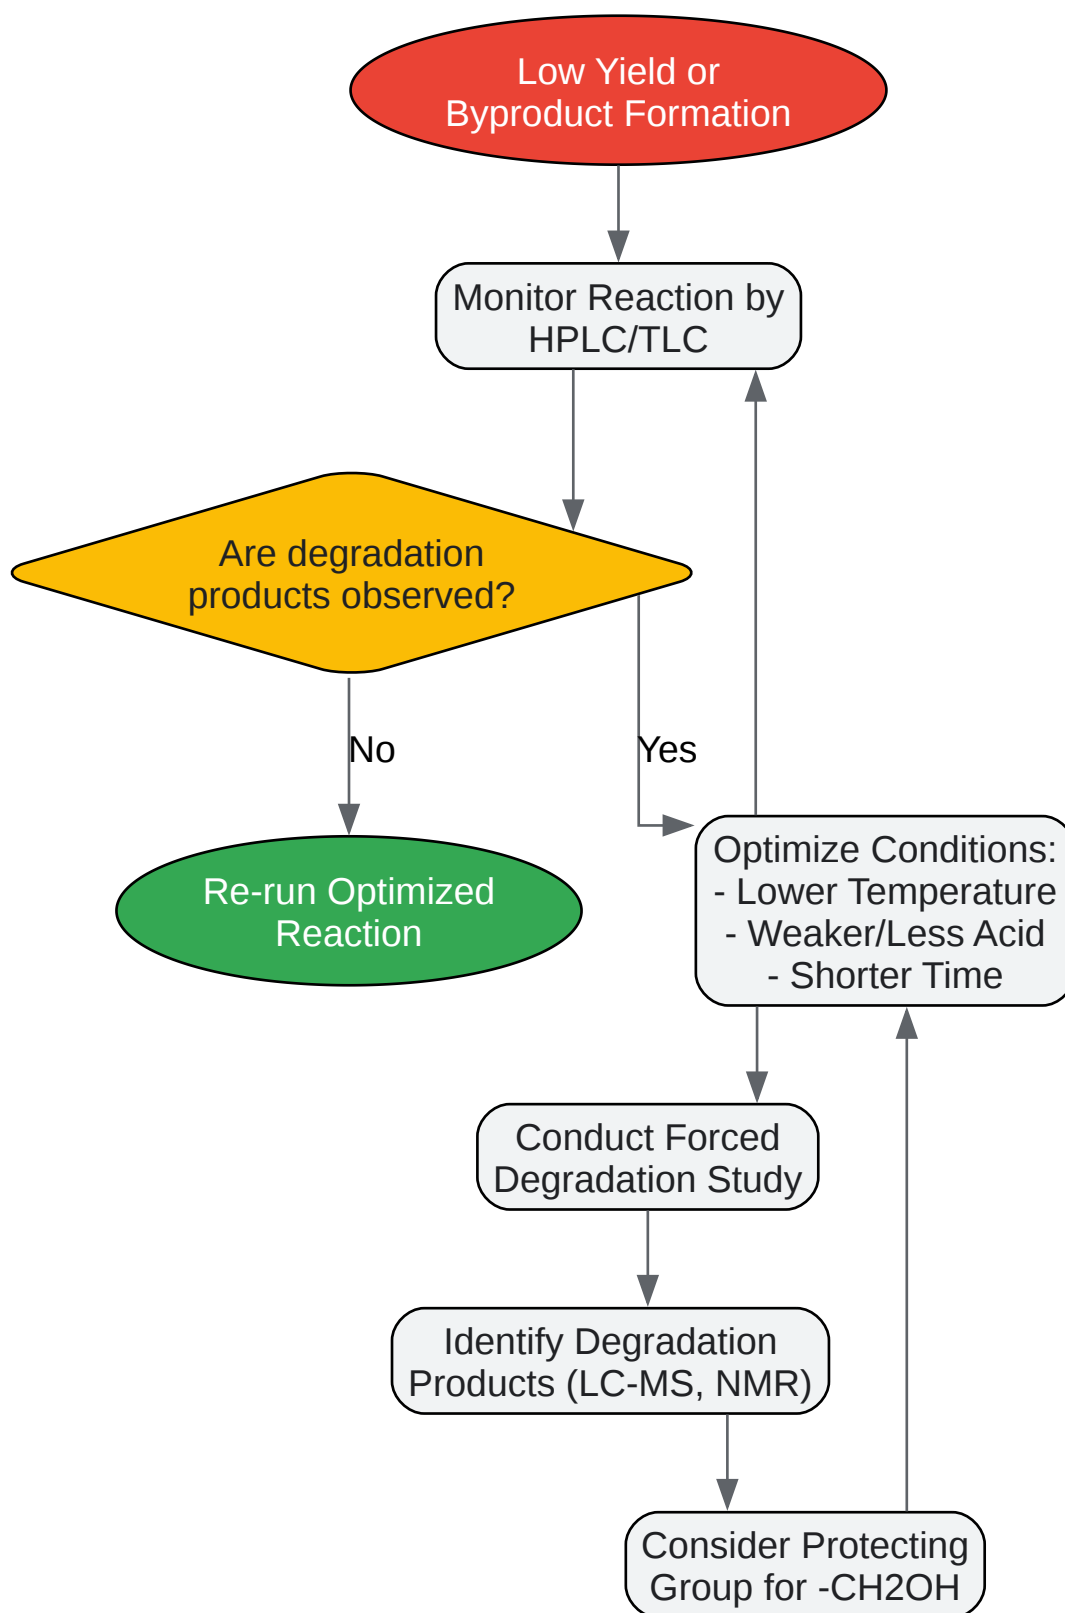 Low Yield or
Byproduct Formation
Monitor Reaction by
HPLC/TLC
Are degradation
products observed?
No
Yes
Optimize Conditions:
- Lower Temperature
- Weaker/Less Acid
- Shorter Time
Re-run Optimized
Reaction
Conduct Forced
Degradation Study
Identify Degradation
Products (LC-MS, NMR)
Consider Protecting
Group for -CH2OH